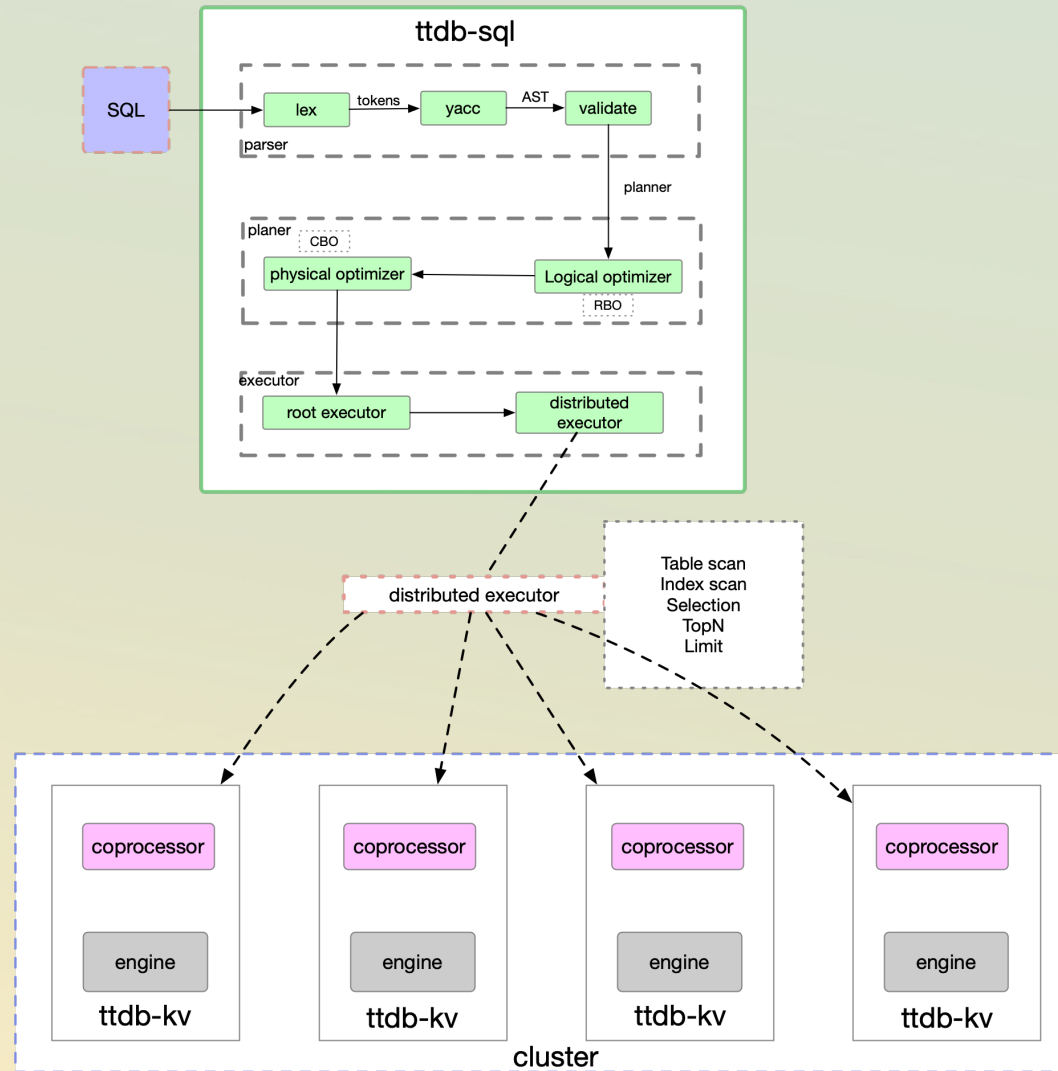 ttdb-sql
SQL
lex
tokens
yacc
AST
validate
parser
planner
planer
CBO
physical optimizer
Logical optimizer
RBO
executor
root executor
distributed
executor
distributed executor
Table scan
Index scan
Selection
TopN
Limit
coprocessor
coprocessor
coprocessor
coprocessor
engine
engine
engine
engine
ttdb-kv
ttdb-kv
ttdb-kv
ttdb-kv
cluster